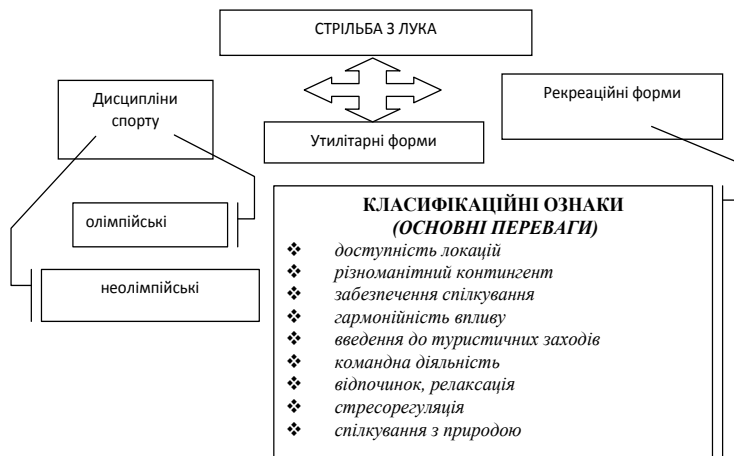 СТРІЛЬБА З ЛУКА
Дисципліни
спорту
Рекреаційні форми
Утилітарні форми
олімпійські
неолімпійські
КЛАСИФІКАЦІЙНІ ОЗНАКИ
(ОСНОВНІ ПЕРЕВАГИ)
❖ доступність локацій
❖ різноманітний контингент
❖ забезпечення спілкування
❖ гармонійність впливу
❖ введення до туристичних заходів
❖ командна діяльність
❖ відпочинок, релаксація
❖ стресорегуляція
❖ спілкування з природою